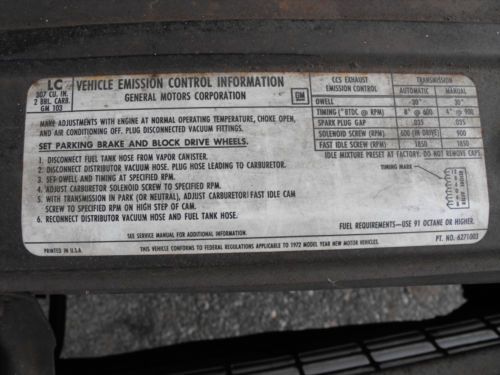 LC
307 CU. IN.
2 BBL. CARB.
GM 103
VEHICLE EMISSION CONTROL INFORMATION
GENERAL MOTORS CORPORATION
GM
MAKE ADJUSTMENTS WITH ENGINE AT NORMAL OPERATING TEMPERATURE, CHOKE OPEN,
AND AIR CONDITIONING OFF. PLUG DISCONNECTED VACUUM FITTINGS.
SET PARKING BRAKE AND BLOCK DRIVE WHEELS.
1. DISCONNECT FUEL TANK HOSE FROM VAPOR CANISTER.
2. DISCONNECT DISTRIBUTOR VACUUM HOSE. PLUG HOSE LEADING TO CARBURETOR.
3. SET DWELL AND TIMING AT SPECIFIED RPM.
4. ADJUST CARBURETOR SOLENOID SCREW TO SPECIFIED RPM.
5. WITH TRANSMISSION IN PARK (OR NEUTRAL), ADJUST CARBURETOR FAST IDLE CAM
SCREW TO SPECIFIED RPM ON HIGH STEP OF CAM.
6. RECONNECT DISTRIBUTOR VACUUM HOSE AND FUEL TANK HOSE.
SEE SERVICE MANUAL FOR ADDITIONAL INFORMATION.
CCS EXHAUST EMISSION CONTROL TRANSMISSION AUTOMATIC MANUAL
DWELL 30° 30°
TIMING (°BTDC @ RPM) 8° @ 600 4° @ 900
SPARK PLUG GAP .035 .035
SOLENOID SCREW (RPM) 600 (IN DRIVE) 900
FAST IDLE SCREW (RPM) 1850 1850
IDLE MIXTURE PRESET AT FACTORY. DO NOT REMOVE CAPS.
TIMING MARK
FUEL REQUIREMENTS—USE 91 OCTANE OR HIGHER.
PRINTED IN U.S.A.
THIS VEHICLE CONFORMS TO FEDERAL REGULATIONS APPLICABLE TO 1972 MODEL YEAR NEW MOTOR VEHICLES.
PT. NO. 6271003